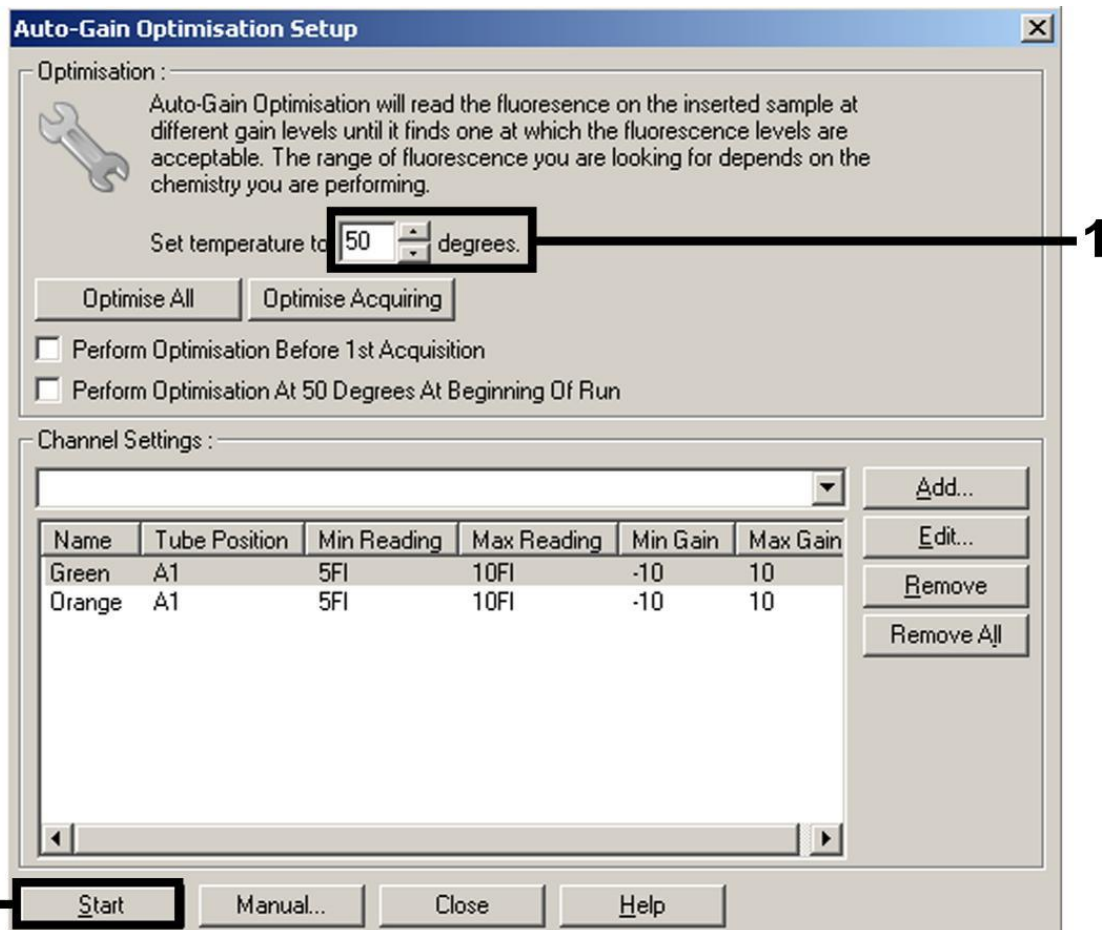 Auto-Gain Optimisation Setup
Optimisation :
Auto-Gain Optimisation will read the fluoresence on the inserted sample at
different gain levels until it finds one at which the fluorescence levels are
acceptable. The range of fluorescence you are looking for depends on the
chemistry you are performing.
Set temperature to 50 degrees.
1
Optimise All Optimise Acquiring
Perform Optimisation Before 1st Acquisition
Perform Optimisation At 50 Degrees At Beginning Of Run
Channel Settings :
Add...
Name Tube Position Min Reading Max Reading Min Gain Max Gain
Edit...
Green A1 5Fl 10Fl -10 10
Remove
Orange A1 5Fl 10Fl -10 10
Remove All
Start Manual... Close Help